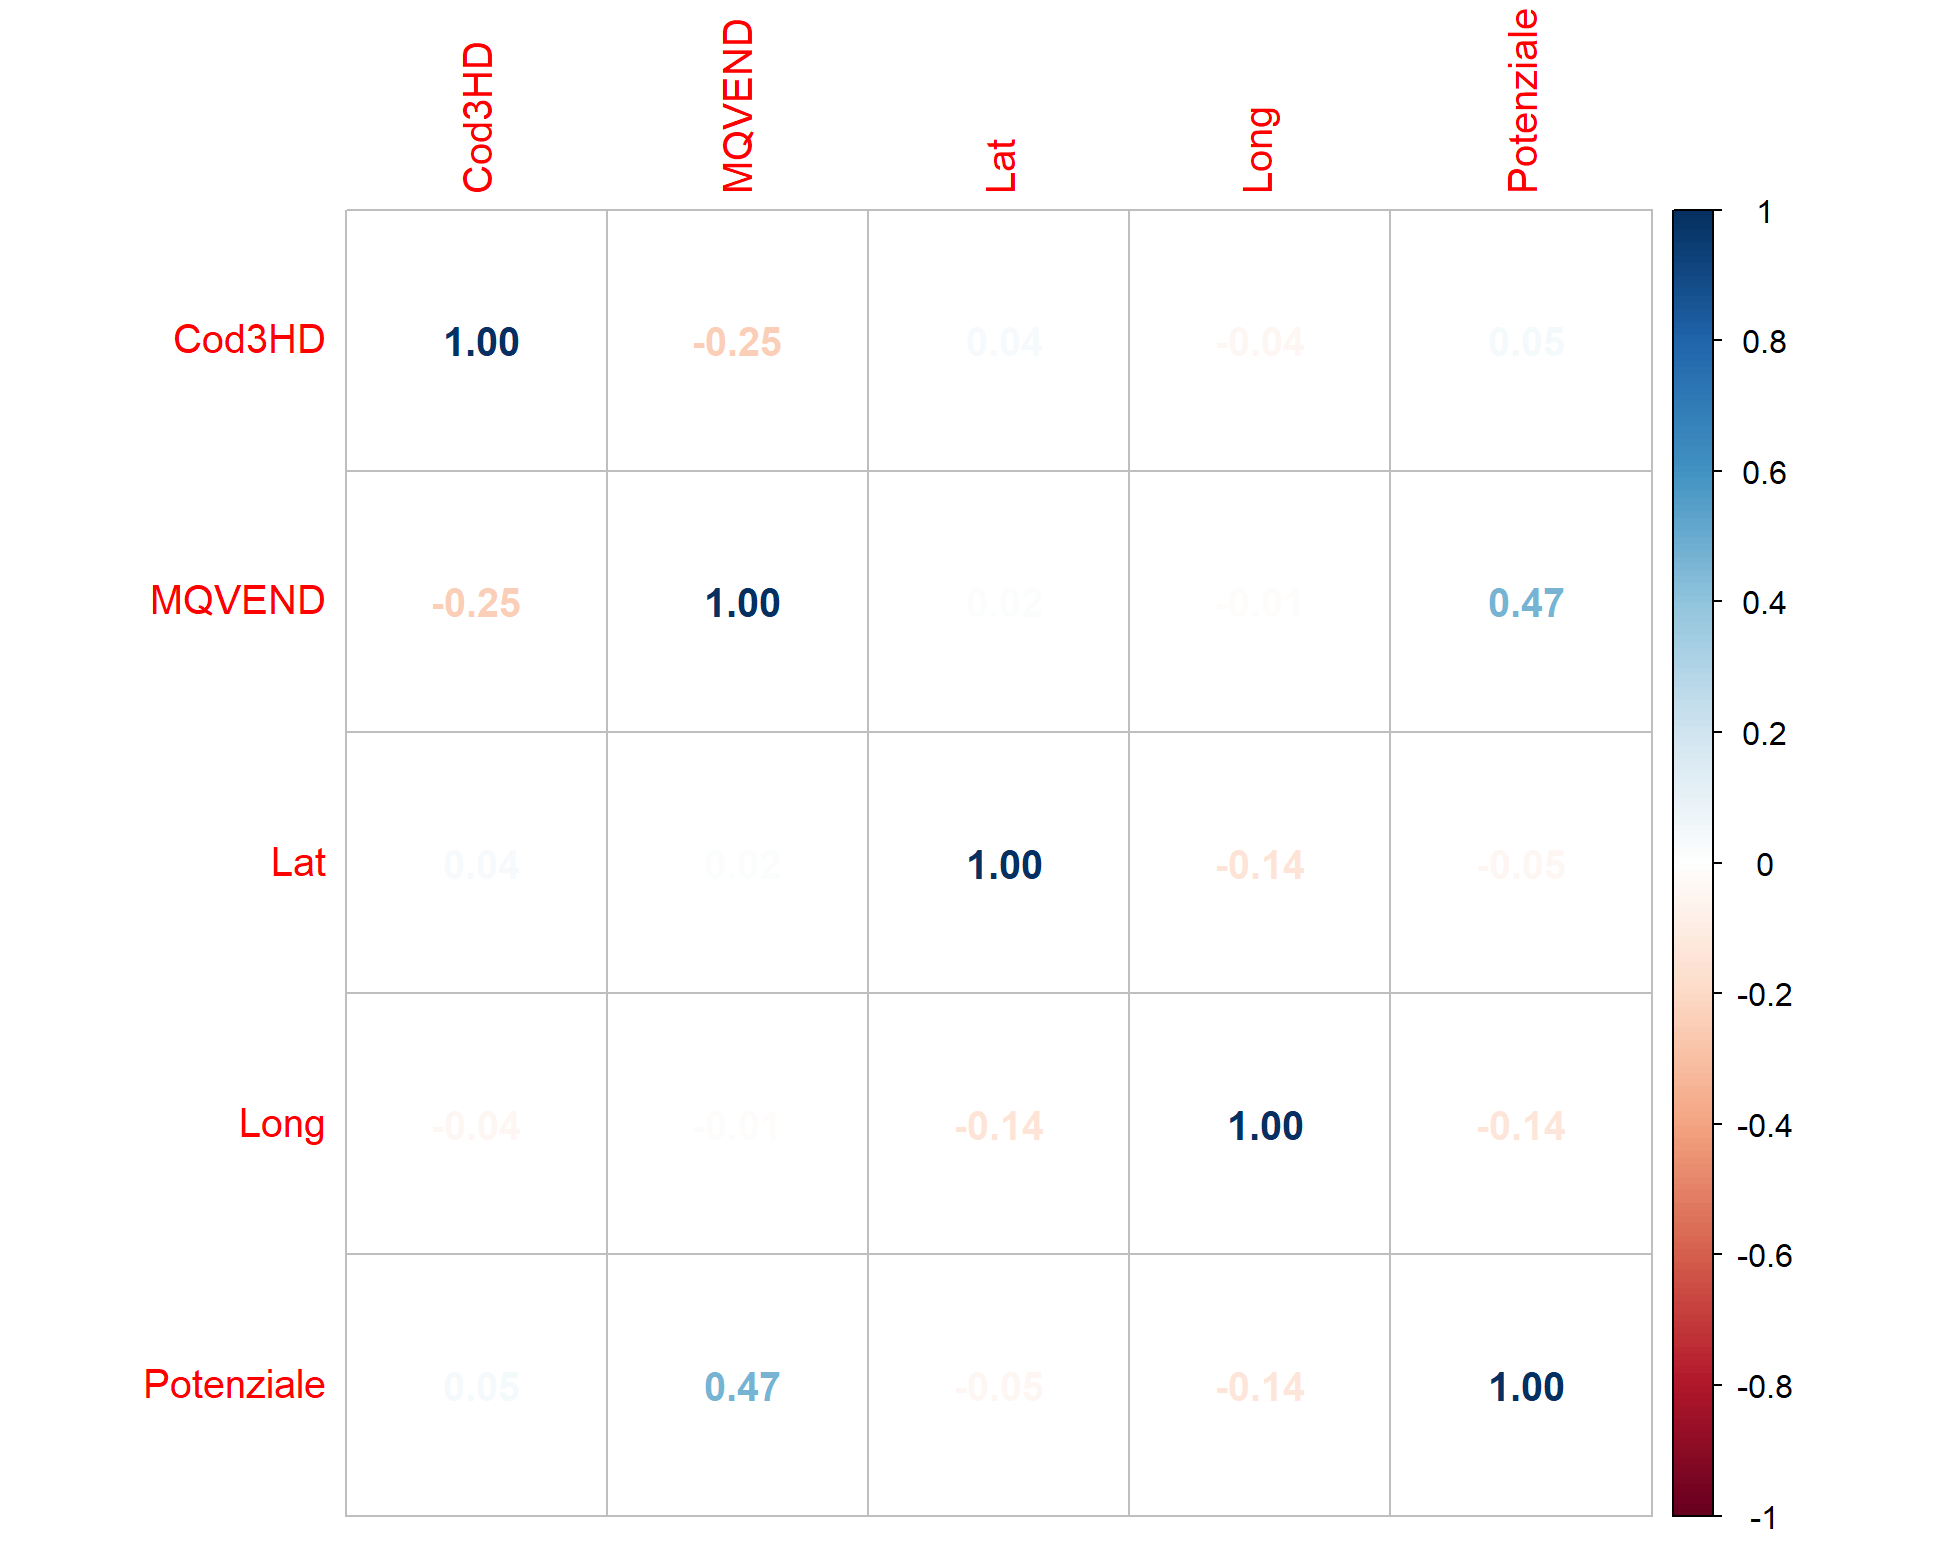 Cod3HD MQVEND Lat Long Potenziale
1
Cod3HD 1.00 -0.25 0.04 -0.04 0.05 0.8
0.6
MQVEND -0.25 1.00 0.02 -0.01 0.47 0.4
0.2
Lat 0.04 0.02 1.00 -0.14 -0.05 0
-0.2
Long -0.04 -0.01 -0.14 1.00 -0.14 -0.4
-0.6
Potenziale 0.05 0.47 -0.05 -0.14 1.00 -0.8
-1